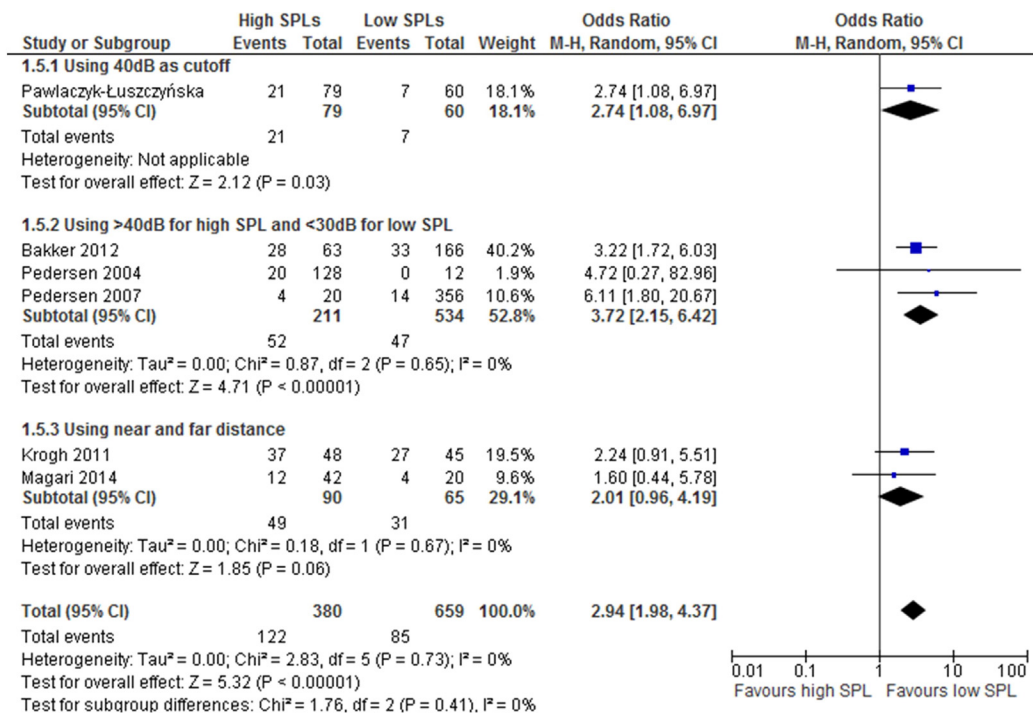 High SPLs Low SPLs Odds Ratio Odds Ratio
Study or Subgroup Events Total Events Total Weight M-H, Random, 95% CI M-H, Random, 95% CI
1.5.1 Using 40dB as cutoff
Pawlaczyk-Łuszczyńska 21 79 7 60 18.1% 2.74 [1.08, 6.97]
Subtotal (95% CI) 79 60 18.1% 2.74 [1.08, 6.97]
Total events 21 7
Heterogeneity: Not applicable
Test for overall effect: Z = 2.12 (P = 0.03)
1.5.2 Using >40dB for high SPL and <30dB for low SPL
Bakker 2012 28 63 33 166 40.2% 3.22 [1.72, 6.03]
Pedersen 2004 20 128 0 12 1.9% 4.72 [0.27, 82.96]
Pedersen 2007 4 20 14 356 10.6% 6.11 [1.80, 20.67]
Subtotal (95% CI) 211 534 52.8% 3.72 [2.15, 6.42]
Total events 52 47
Heterogeneity: Tau² = 0.00; Chi² = 0.87, df = 2 (P = 0.65); I² = 0%
Test for overall effect: Z = 4.71 (P < 0.00001)
1.5.3 Using near and far distance
Krogh 2011 37 48 27 45 19.5% 2.24 [0.91, 5.51]
Magari 2014 12 42 4 20 9.6% 1.60 [0.44, 5.78]
Subtotal (95% CI) 90 65 29.1% 2.01 [0.96, 4.19]
Total events 49 31
Heterogeneity: Tau² = 0.00; Chi² = 0.18, df = 1 (P = 0.67); I² = 0%
Test for overall effect: Z = 1.85 (P = 0.06)
Total (95% CI) 380 659 100.0% 2.94 [1.98, 4.37]
Total events 122 85
Heterogeneity: Tau² = 0.00; Chi² = 2.83, df = 5 (P = 0.73); I² = 0%
Test for overall effect: Z = 5.32 (P < 0.00001)
Test for subgroup differences: Chi² = 1.76, df = 2 (P = 0.41), I² = 0%
0.01 0.1 1 10 100
Favours high SPL Favours low SPL